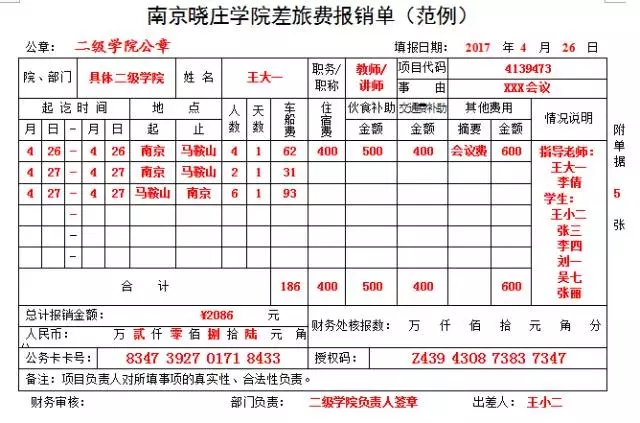 南京晓庄学院差旅费报销单（范例）
公章： 二级学院公章 填报日期： 2017 年 4 月 26 日
院、部门 具体二级学院 姓 名 王大一 职务/职称 教师/讲师 项目代码 4139473
事 由 XXX会议
起 讫 时 间 地 点 人数 天数 车船费 住宿费 伙食补助 交通费补助 其他费用 情况说明
月 日 － 月 日 起 止 金额 金额 摘要 金额
4 26 － 4 26 南京 马鞍山 4 1 62 400 500 400 会议费 600
4 27 － 4 27 南京 马鞍山 2 1 31
4 27 － 4 27 马鞍山 南京 6 1 93
－
－
－
合 计 186 400 500 400 600
指导老师：
王大一
李倩
学生：
王小二
张三
李四
刘一
吴七
张丽
附单据 5 张
总计报销金额： ¥2086 元
人民币： 万 贰 仟 零 佰 捌 拾 陆 元 角
财务处核报数： 万 仟 佰 拾 元 角 分
公务卡卡号： 8347 3927 0171 8433 授权码： Z439 4308 7383 7347
备注：项目负责人对所填事项的真实性、合法性负责。
财务审核： 部门负责： 二级学院负责人签章 出差人： 王小二